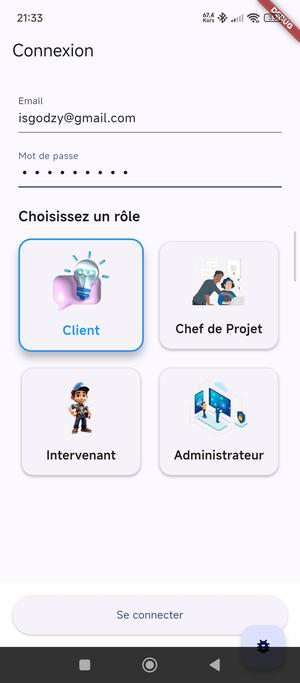 21:33
67,4
Ko/s
DEBUG
Connexion
Email
isgodzy@gmail.com
Mot de passe
•••••••••
Choisissez un rôle
Client
Chef de Projet
Intervenant
Administrateur
Se connecter